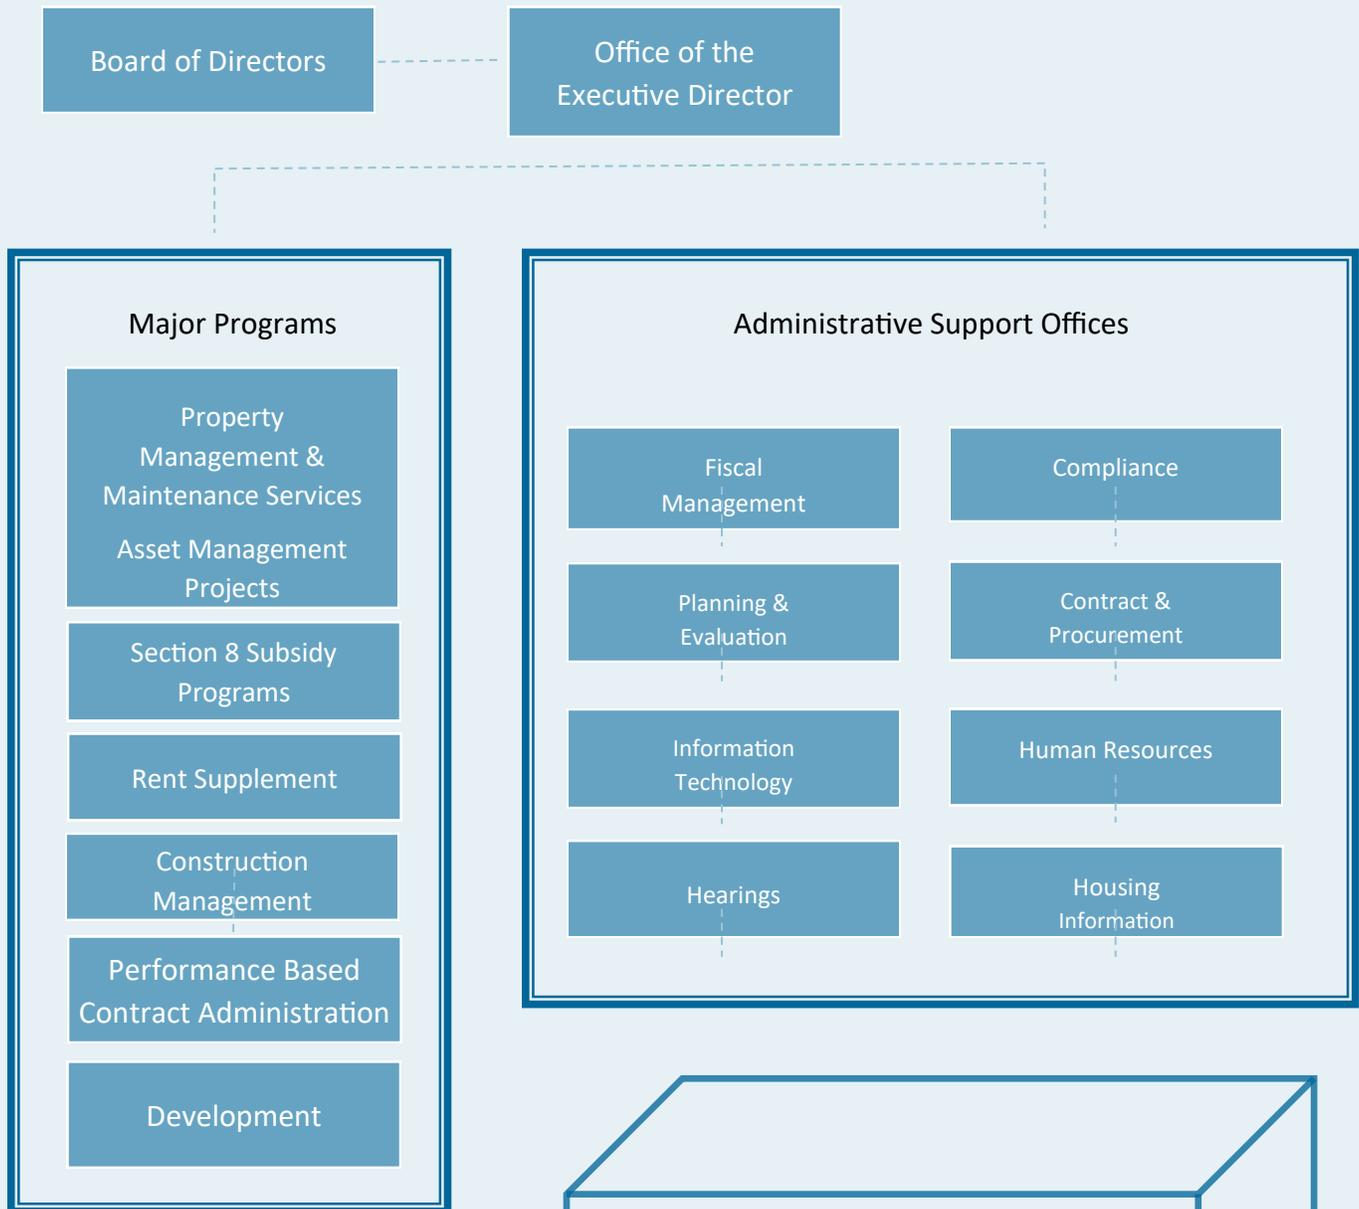 Board of Directors
Office of the
Executive Director
Major Programs
Property
Management &
Maintenance Services
Asset Management
Projects
Section 8 Subsidy
Programs
Rent Supplement
Construction
Management
Performance Based
Contract Administration
Development
Administrative Support Offices
Fiscal
Management
Compliance
Planning &
Evaluation
Contract &
Procurement
Information
Technology
Human Resources
Hearings
Housing
Information